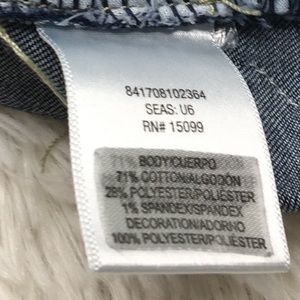 841708102364
SEAS: U6
RN# 15099
BODY/CUERPO
71% COTTON/ALGODÓN
28% POLYESTER/POLIÉSTER
1% SPANDEX/SPANDEX
DECORATION/ADORNO
100% POLYESTER/POLIÉSTER